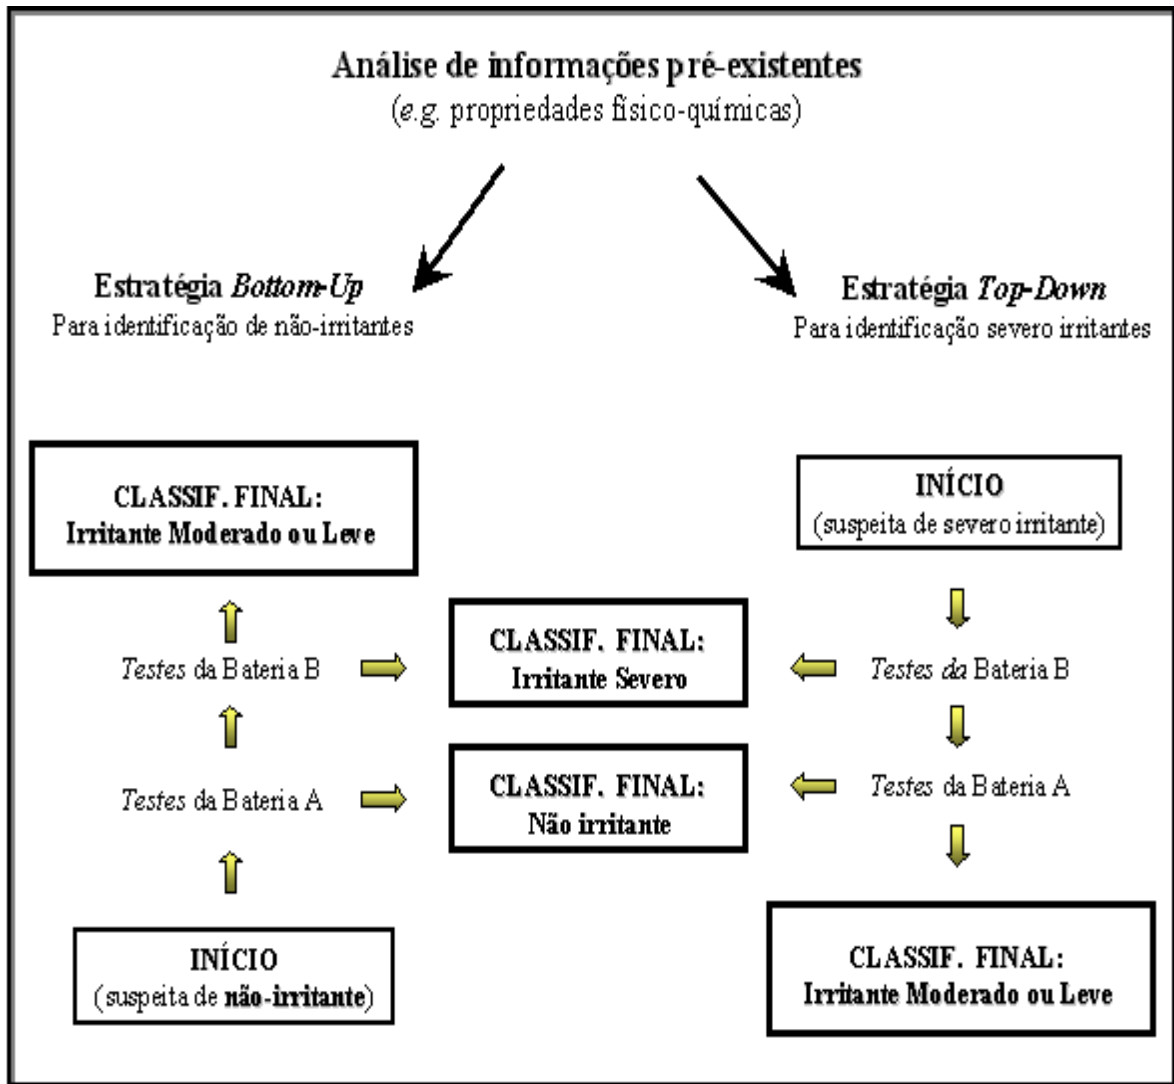 Análise de informações pré-existentes
(e.g. propriedades físico-químicas)
Estratégia Bottom-Up
Para identificação de não-irritantes
Estratégia Top-Down
Para identificação severo irritantes
CLASSIF. FINAL:
Irritante Moderado ou Leve
INÍCIO
(suspeita de severo irritante)
Testes da Bateria B
CLASSIF. FINAL:
Irritante Severo
Testes da Bateria B
Testes da Bateria A
CLASSIF. FINAL:
Não irritante
Testes da Bateria A
INÍCIO
(suspeita de não-irritante)
CLASSIF. FINAL:
Irritante Moderado ou Leve